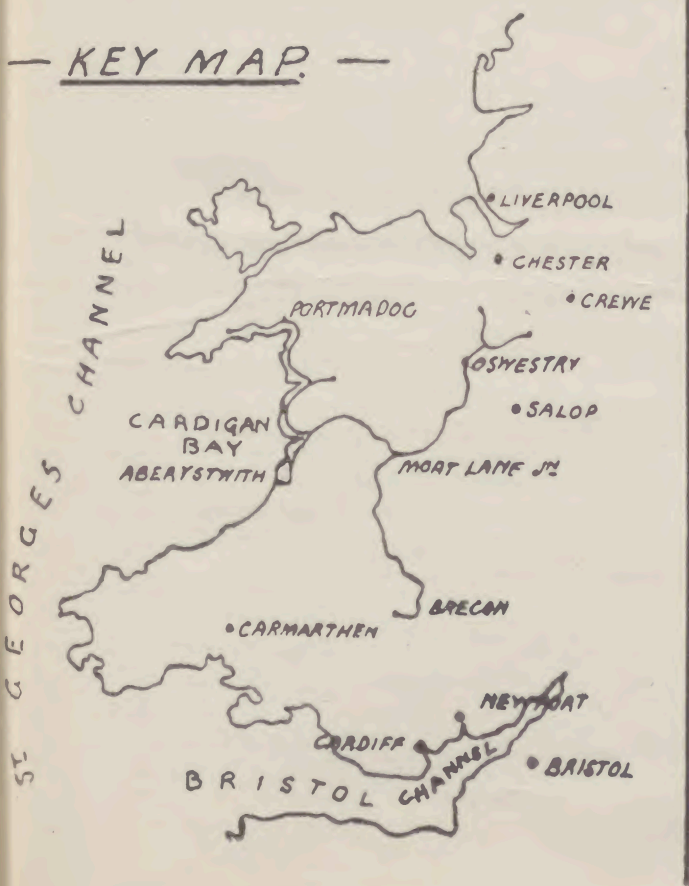 — KEY MAP. —
LIVERPOOL
CHESTER
CREWE
PORTMADOC
OSWESTRY
SALOP
CARDIGAN
BAY
ABERYSTWITH
MOAT LANE JN
BRECON
CARMARTHEN
NEWPORT
CARDIFF
BRISTOL
BRISTOL CHANNEL
ST GEORGES CHANNEL